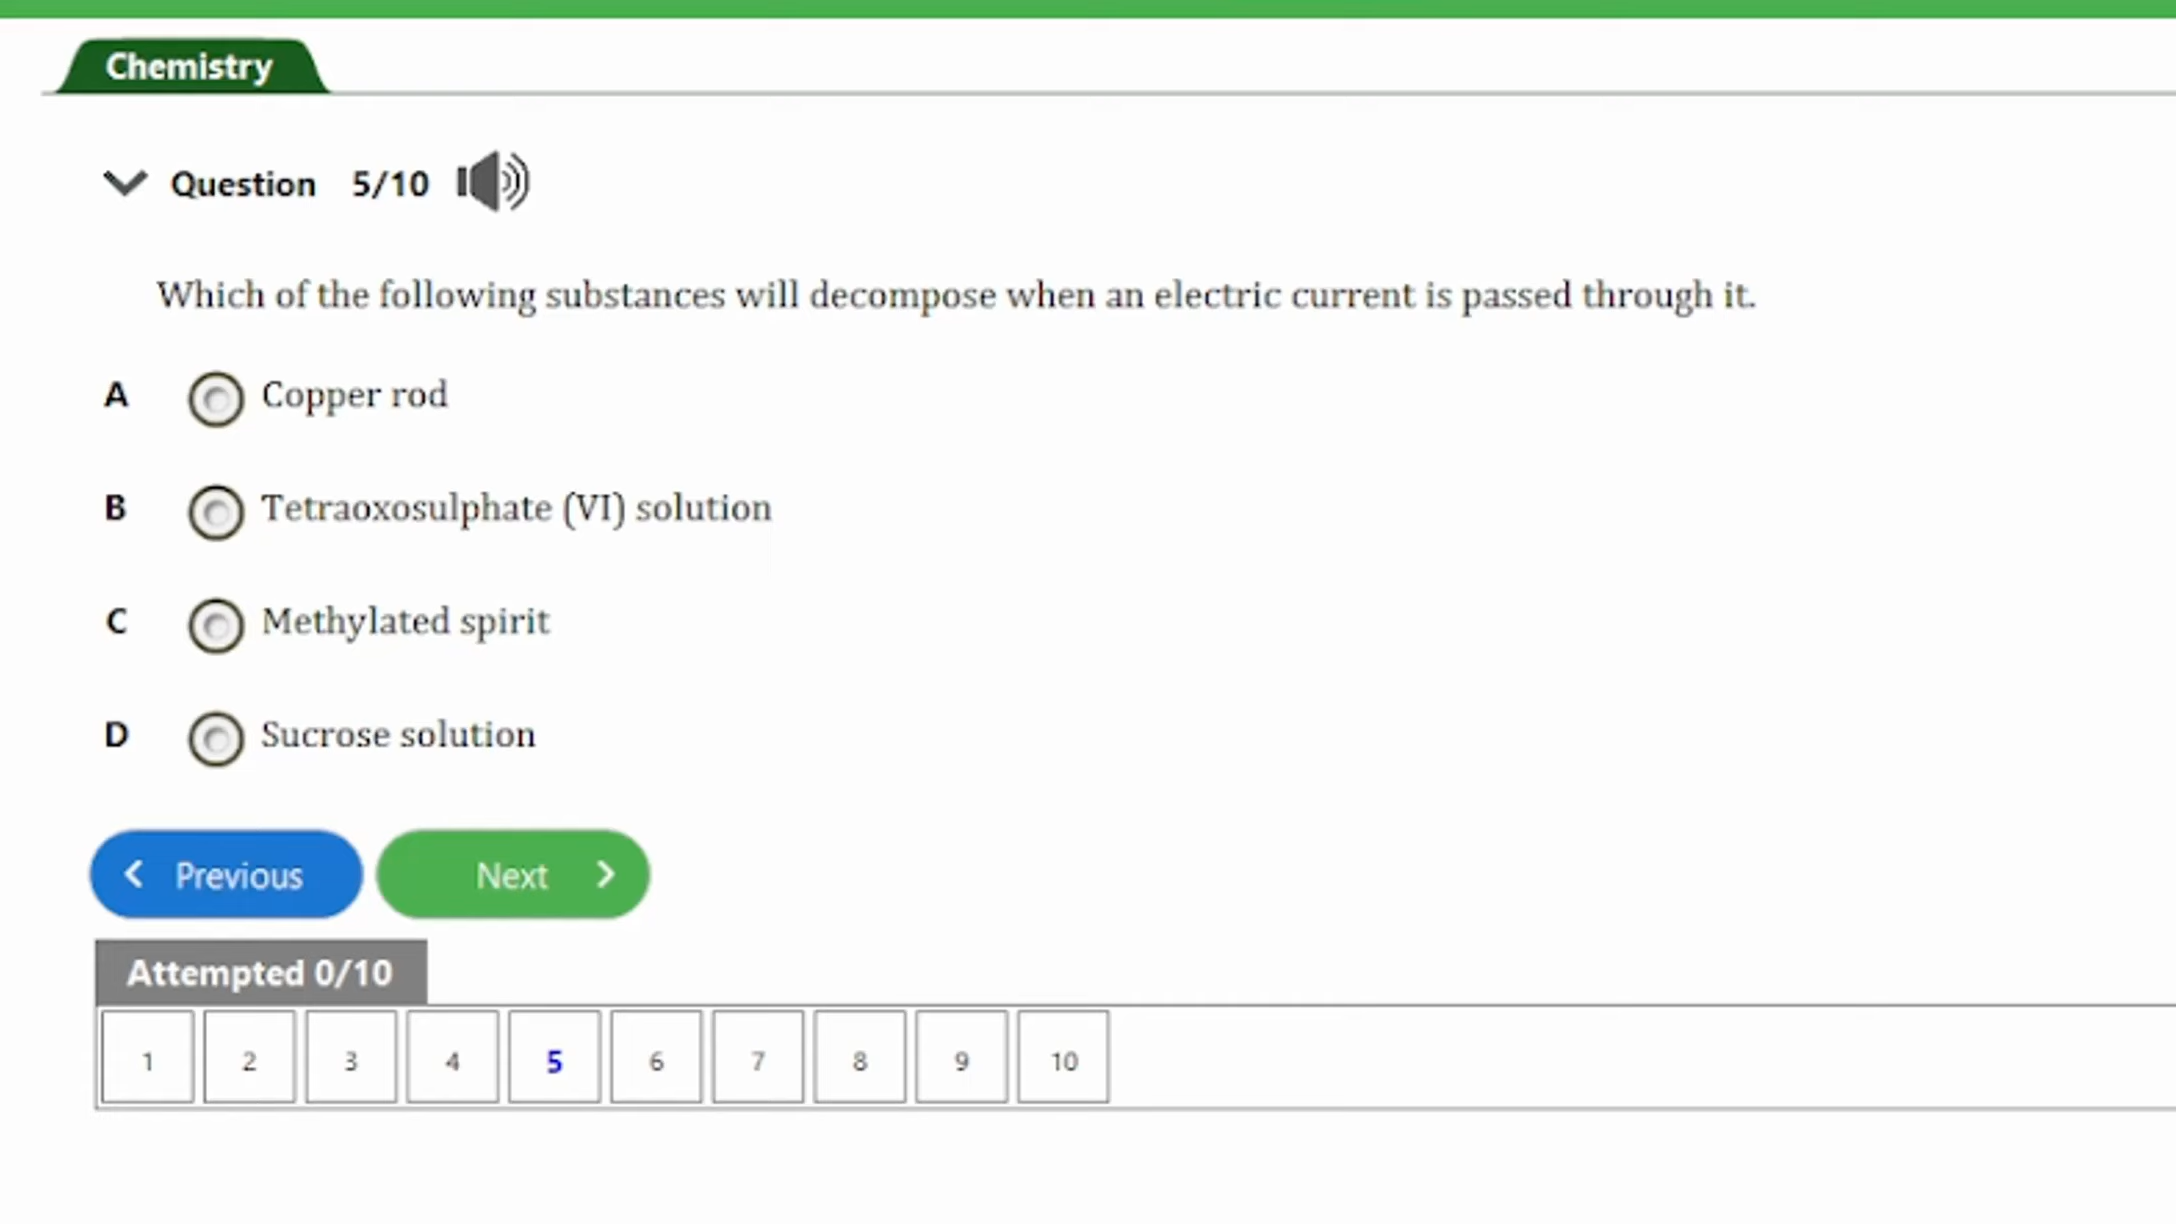 Chemistry
Question 5/10
Which of the following substances will decompose when an electric current is passed through it.
A Copper rod
B Tetraoxosulphate (VI) solution
C Methylated spirit
D Sucrose solution
Previous Next
Attempted 0/10
1 2 3 4 5 6 7 8 9 10